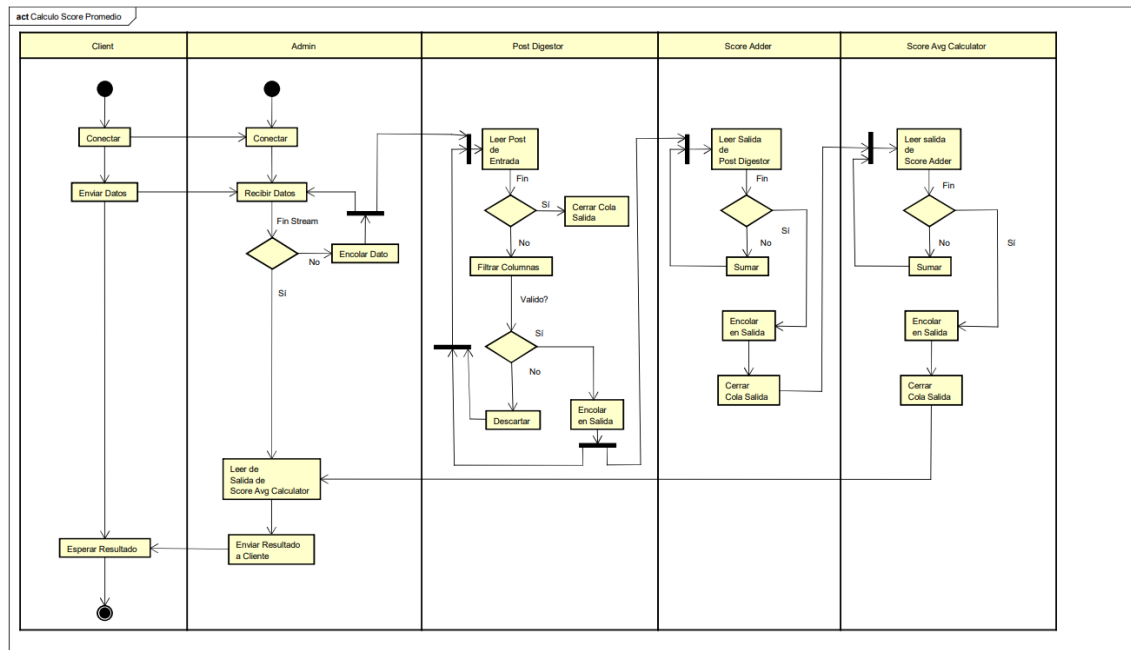 act Calculo Score Promedio
Client
Admin
Post Digestor
Score Adder
Score Avg Calculator
Conectar
Enviar Datos
Esperar Resultado
Conectar
Recibir Datos
Fin Stream
No
Encolar Dato
Sí
Leer de
Salida de
Score Avg Calculator
Enviar Resultado
a Cliente
Leer Post
de
Entrada
Fin
Sí
Cerrar Cola
Salida
No
Filtrar Columnas
Valido?
Sí
No
Descartar
Encolar
en Salida
Leer Salida
de
Post Digestor
Fin
No
Sí
Sumar
Encolar
en Salida
Cerrar
Cola Salida
Leer salida
de
Score Adder
Fin
No
Sí
Sumar
Encolar
en Salida
Cerrar
Cola Salida